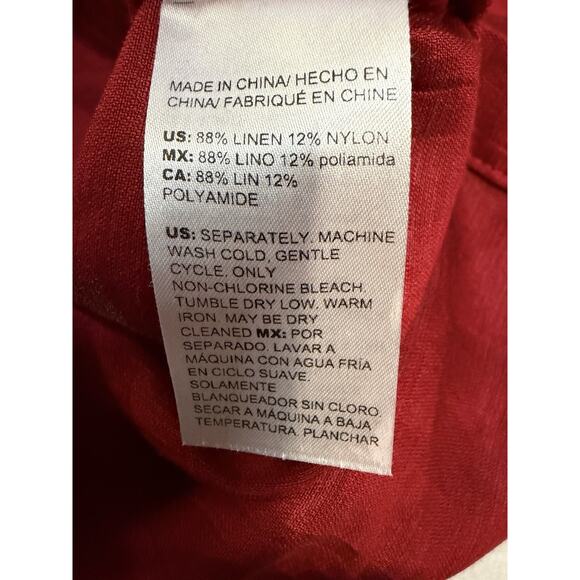 MADE IN CHINA/ HECHO EN
CHINA/ FABRIQUÉ EN CHINE
US: 88% LINEN 12% NYLON
MX: 88% LINO 12% poliamida
CA: 88% LIN 12%
POLYAMIDE
US: SEPARATELY. MACHINE
WASH COLD, GENTLE
CYCLE. ONLY
NON-CHLORINE BLEACH.
TUMBLE DRY LOW. WARM
IRON. MAY BE DRY
CLEANED MX: POR
SEPARADO. LAVAR A
MÁQUINA CON AGUA FRÍA
EN CICLO SUAVE.
SOLAMENTE
BLANQUEADOR SIN CLORO.
SECAR A MÁQUINA A BAJA
TEMPERATURA. PLANCHAR